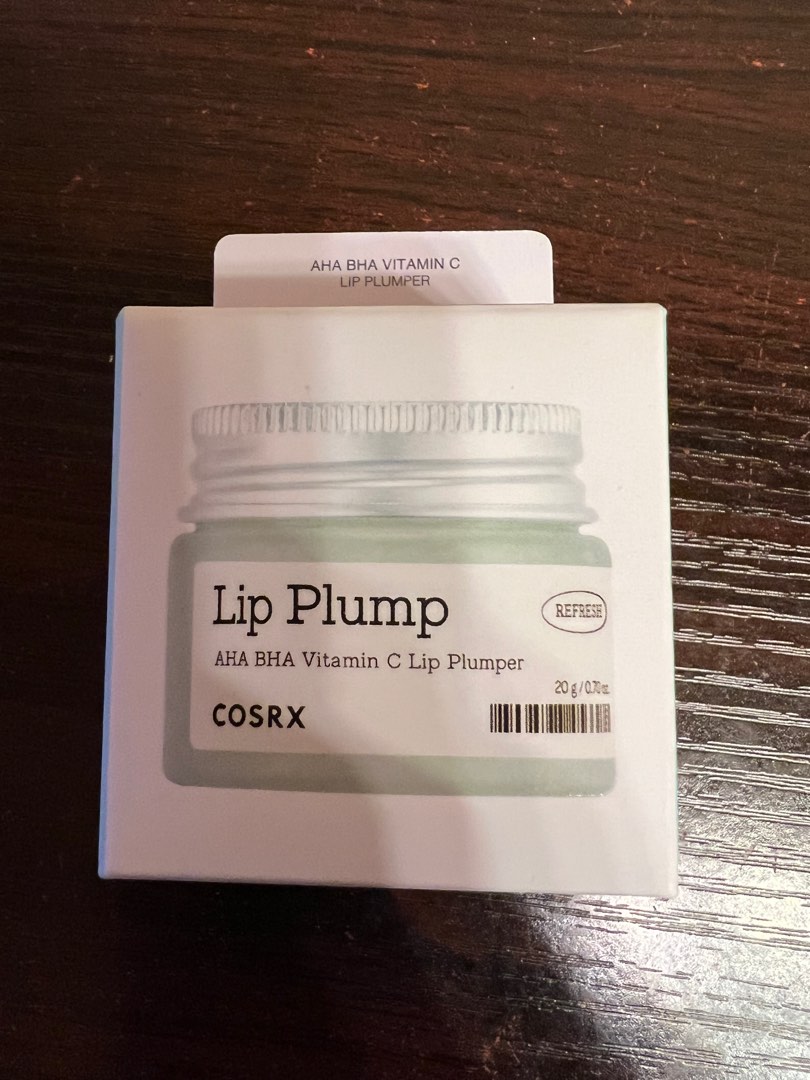 AHA BHA VITAMIN C
LIP PLUMPER
Lip Plump
REFRESH
AHA BHA Vitamin C Lip Plumper
20 g / 0.70 oz.
COSRX